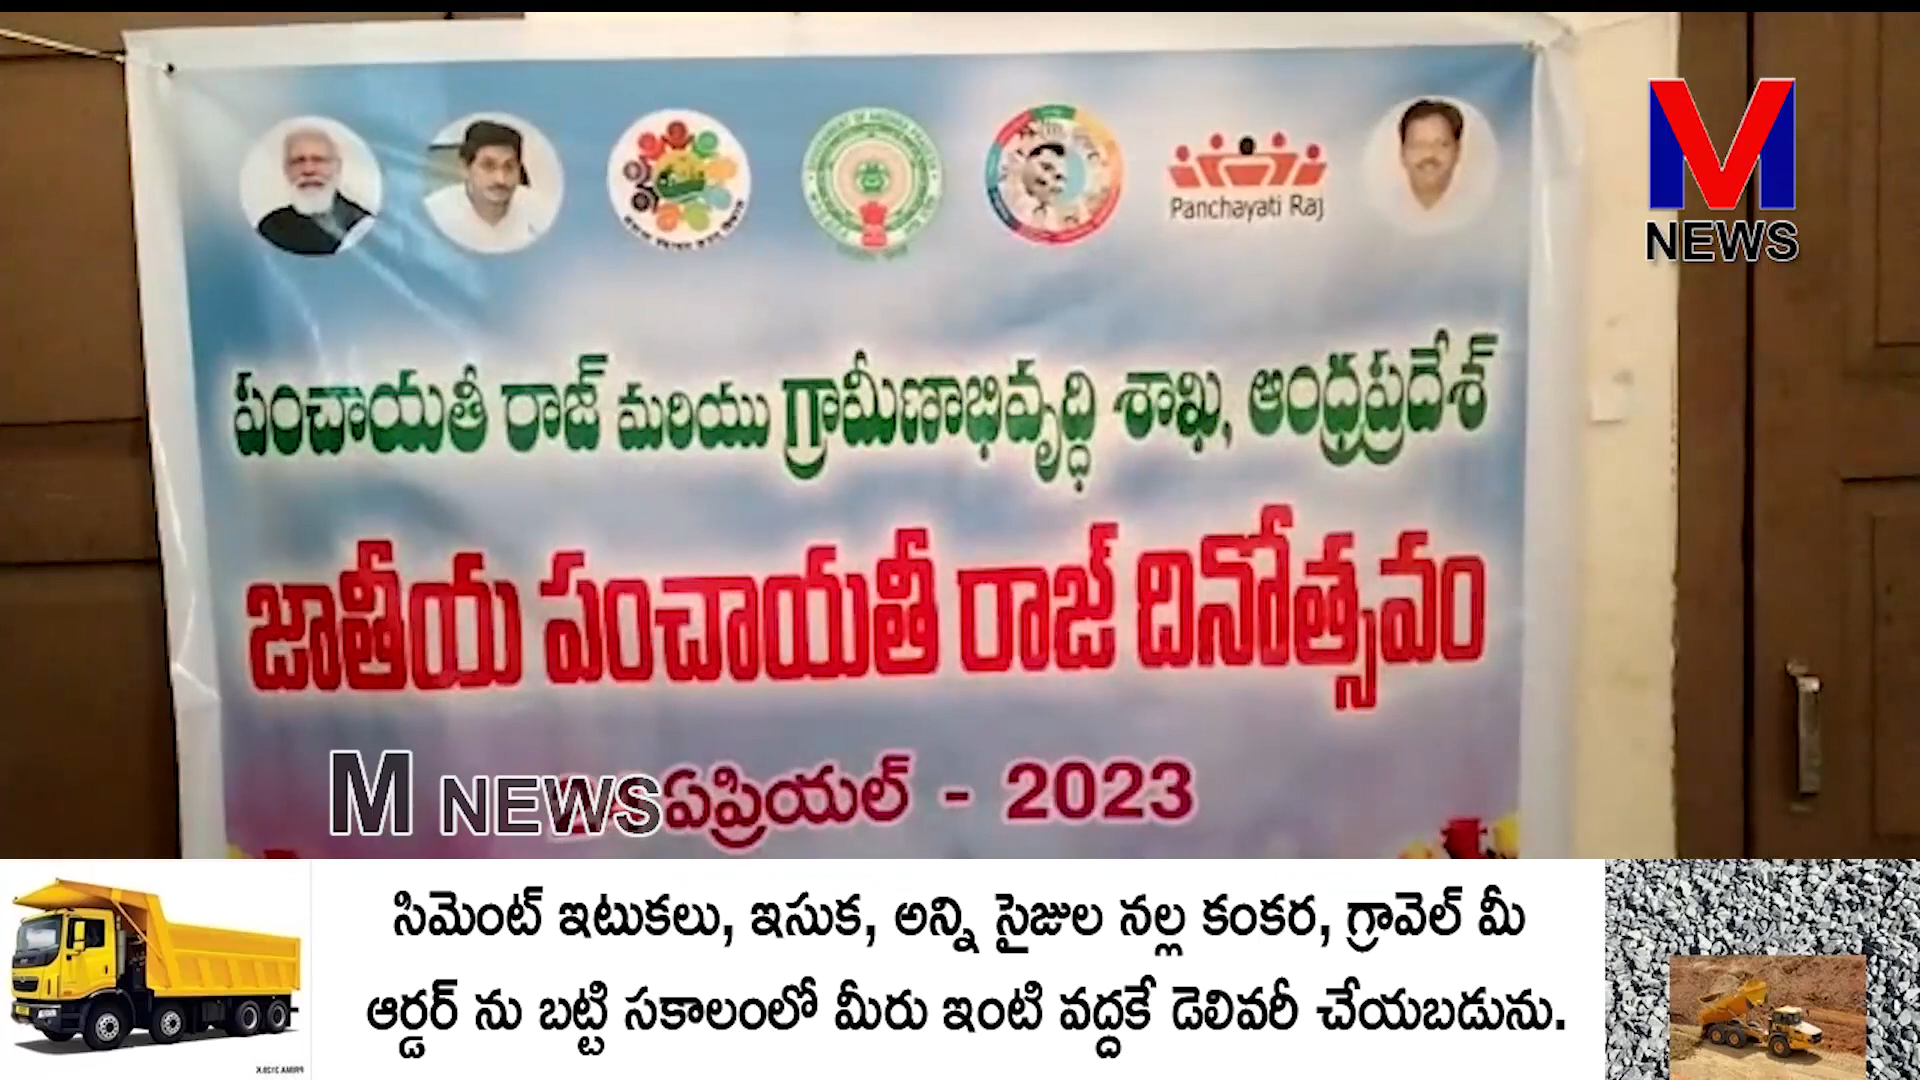 Panchayati Raj
M
NEWS
పంచాయతీ రాజ్ మరియు గ్రామీణాభివృద్ధి శాఖ, ఆంధ్రప్రదేశ్
జాతీయ పంచాయతీ రాజ్ దినోత్సవం
ఏప్రియల్ - 2023
M NEWS
సిమెంట్ ఇటుకలు, ఇసుక, అన్ని సైజుల నల్ల కంకర, గ్రావెల్ మీ
ఆర్డర్ ను బట్టి సకాలంలో మీరు ఇంటి వద్దకే డెలివరీ చేయబడును.